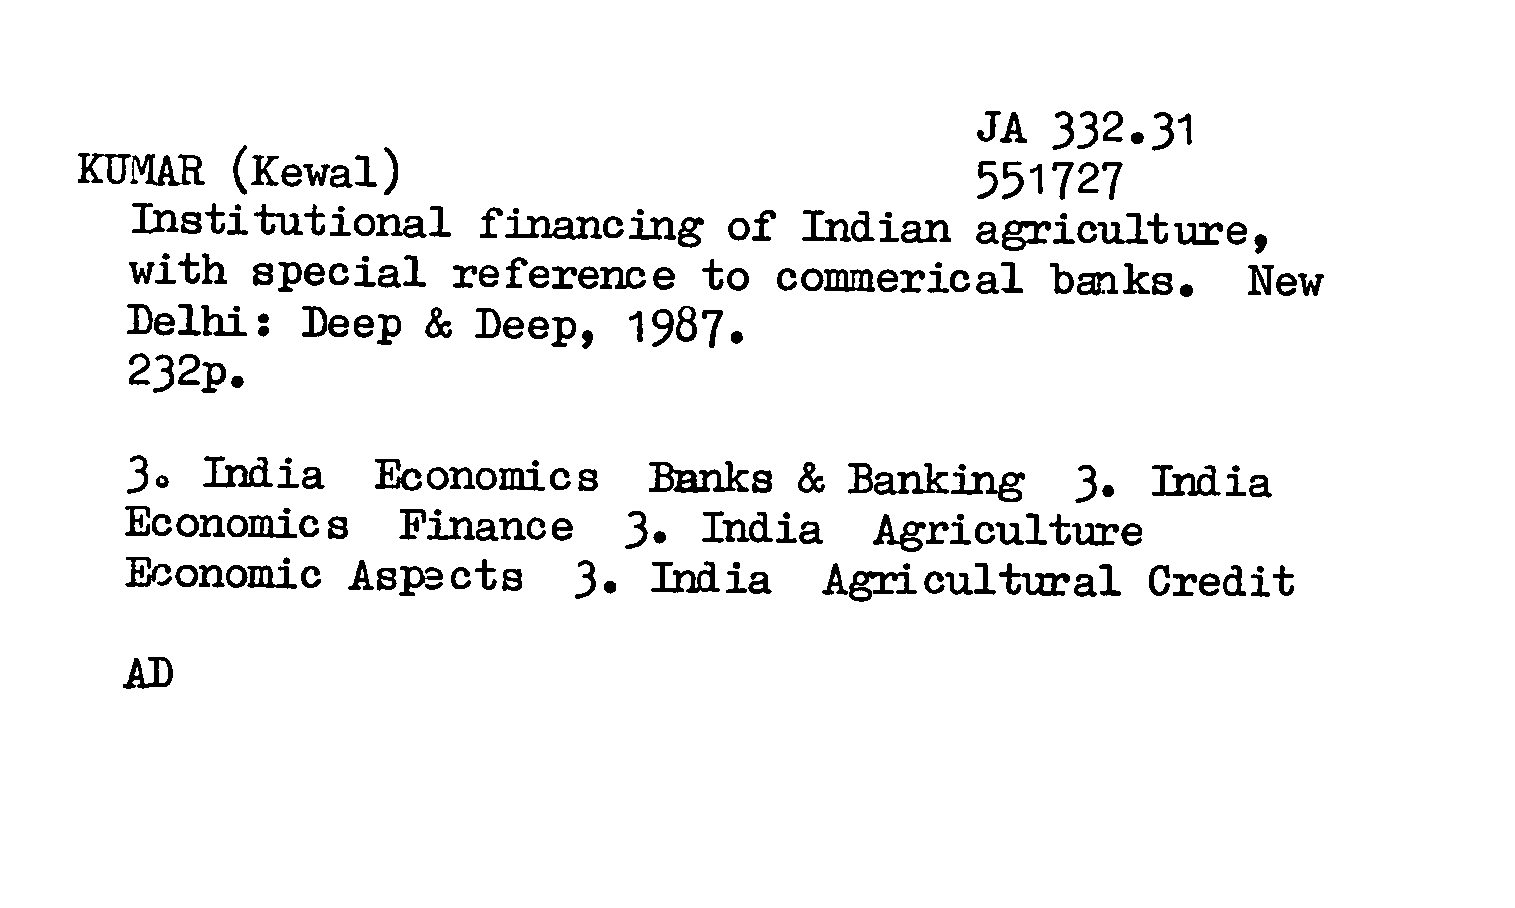 JA 332.31
KUMAR (Kewal)
551727
Institutional financing of Indian agriculture,
with special reference to commerical banks.  New
Delhi: Deep & Deep, 1987.
232p.
3. India  Economics  Banks & Banking  3. India
Economics  Finance  3. India  Agriculture
Economic Aspects  3. India  Agricultural Credit
AD